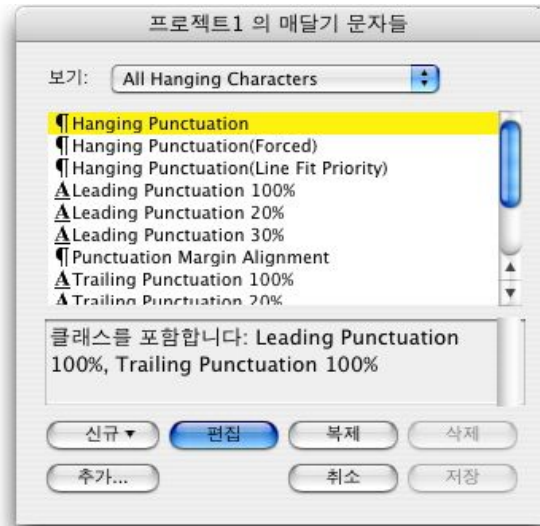 프로젝트1 의 매달기 문자들
보기: All Hanging Characters
¶Hanging Punctuation
¶Hanging Punctuation(Forced)
¶Hanging Punctuation(Line Fit Priority)
A Leading Punctuation 100%
A Leading Punctuation 20%
A Leading Punctuation 30%
¶Punctuation Margin Alignment
A Trailing Punctuation 100%
A Trailing Punctuation 20%
클래스를 포함합니다: Leading Punctuation
100%, Trailing Punctuation 100%
신규 편집 복제 삭제
추가... 취소 저장